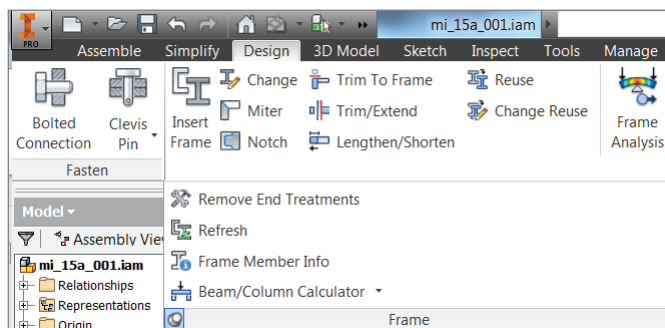 PRO
mi_15a_001.iam
Assemble Simplify Design 3D Model Sketch Inspect Tools Manage
Bolted Connection
Clevis Pin
Fasten
Insert Frame
Change
Miter
Notch
Trim To Frame
Trim/Extend
Lengthen/Shorten
Reuse
Change Reuse
Frame Analysis
Remove End Treatments
Refresh
Frame Member Info
Beam/Column Calculator
Frame
Model
Assembly Vie
mi_15a_001.iam
Relationships
Representations
Origin